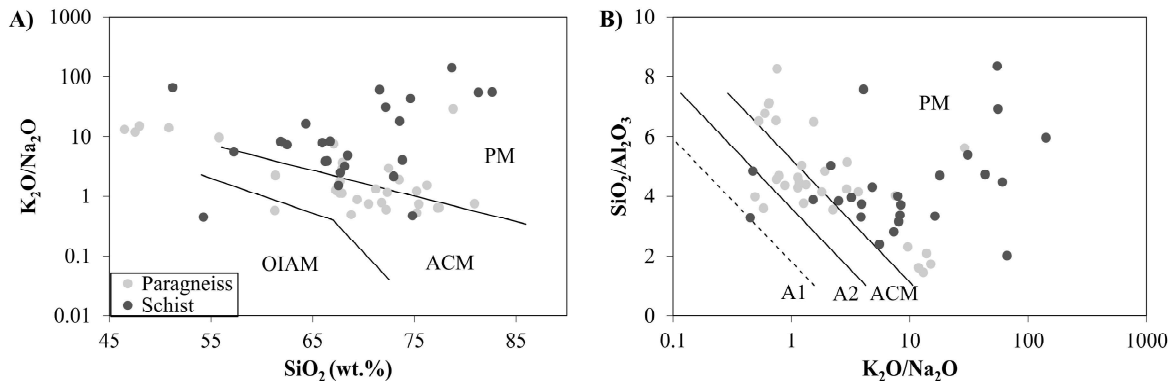 A)
1000
100
10
1
0.1
0.01
K₂O/Na₂O
PM
OIAM
ACM
Paragneiss
Schist
45
55
65
75
85
SiO₂ (wt.%)
B)
10
8
6
4
2
0
SiO₂/Al₂O₃
PM
A1
A2
ACM
0.1
1
10
100
1000
K₂O/Na₂O